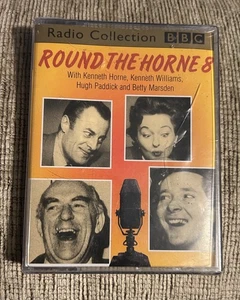 Radio Collection BBC
ROUND THE HORNE 8
With Kenneth Horne, Kenneth Williams,
Hugh Paddick and Betty Marsden